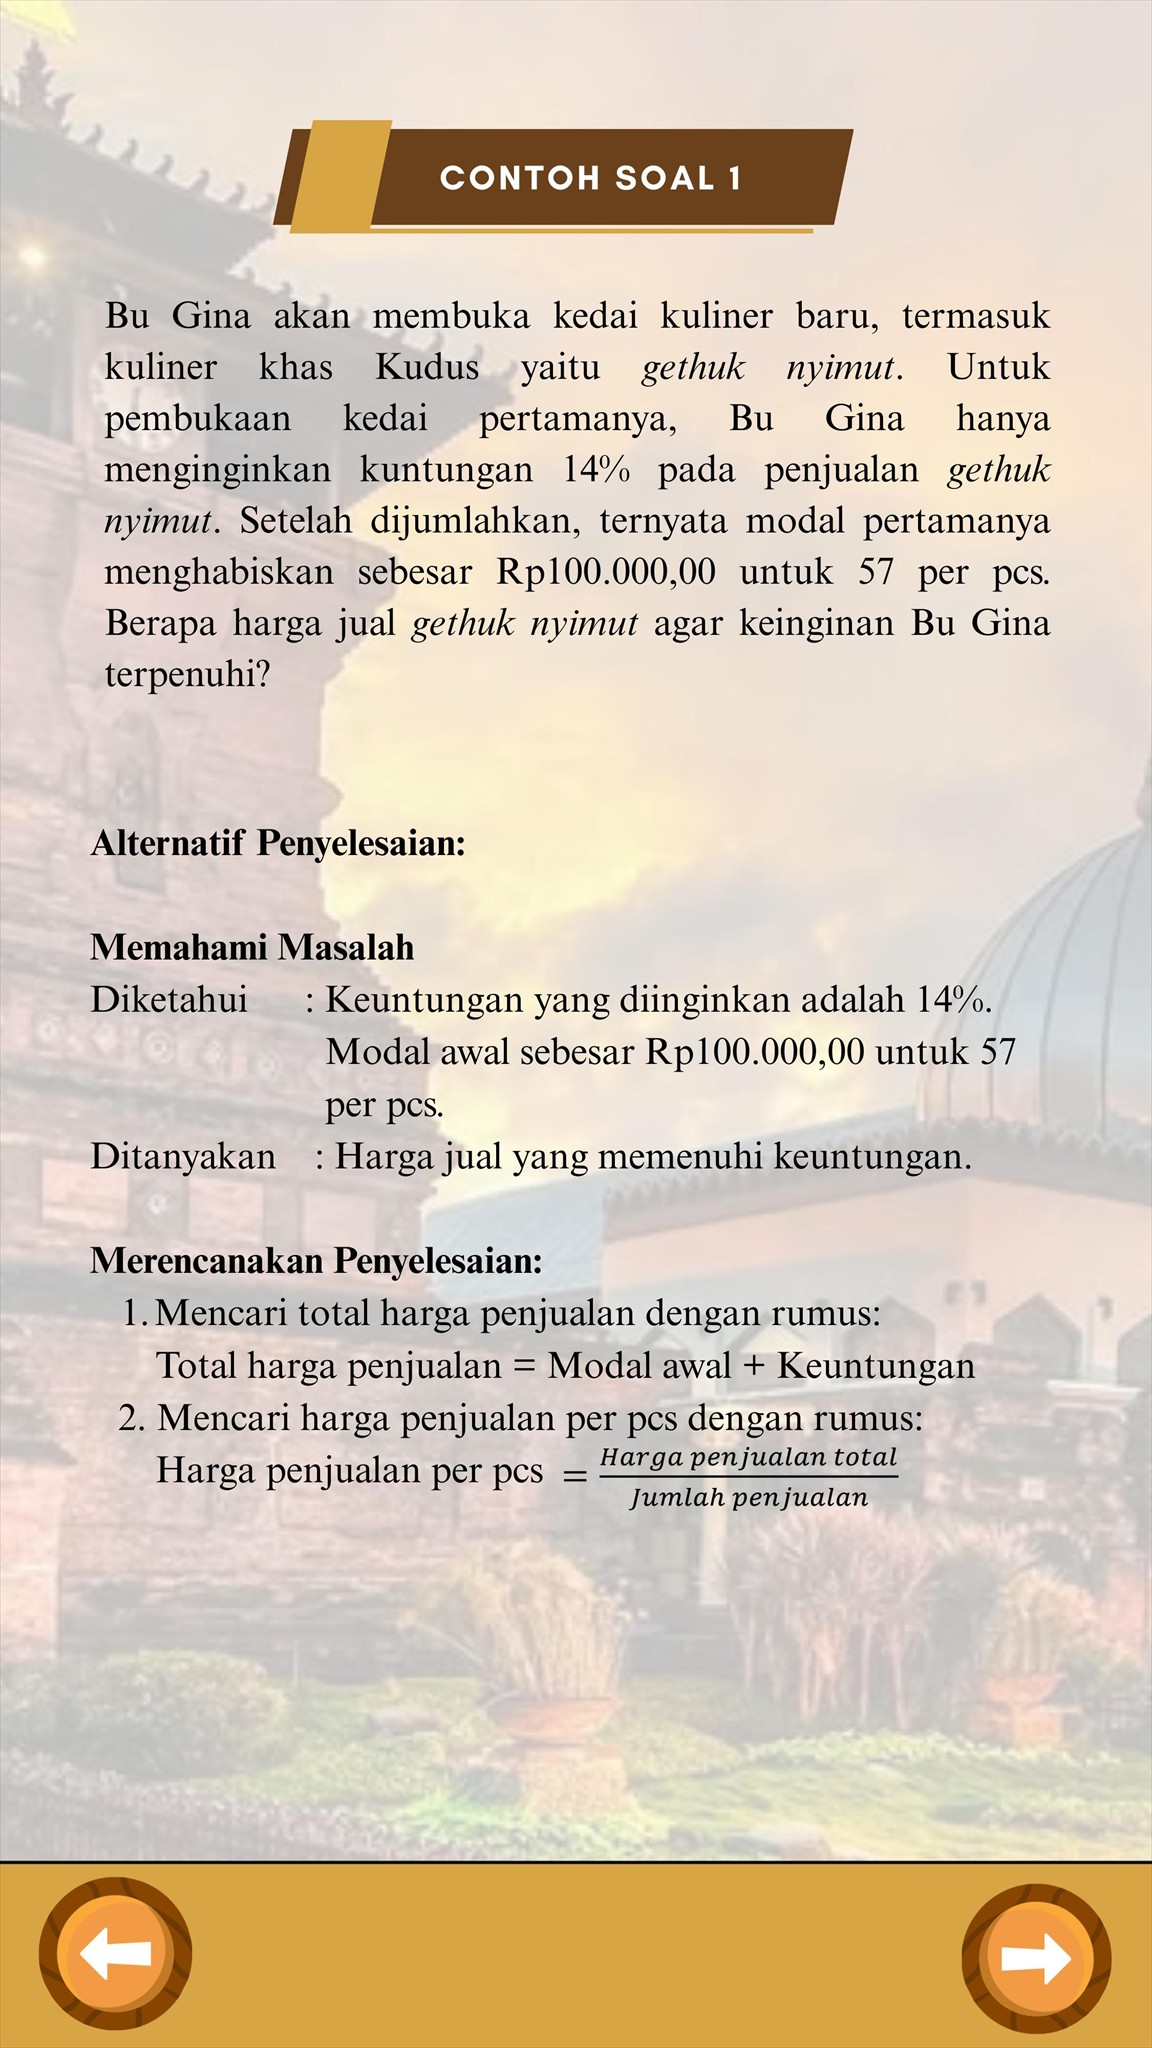 CONTOH SOAL 1
Bu Gina akan membuka kedai kuliner baru, termasuk
kuliner khas Kudus yaitu gethuk nyimut. Untuk
pembukaan kedai pertamanya, Bu Gina hanya
menginginkan kuntungan 14% pada penjualan gethuk
nyimut. Setelah dijumlahkan, ternyata modal pertamanya
menghabiskan sebesar Rp100.000,00 untuk 57 per pcs.
Berapa harga jual gethuk nyimut agar keinginan Bu Gina
terpenuhi?
Alternatif Penyelesaian:
Memahami Masalah
Diketahui : Keuntungan yang diinginkan adalah 14%.
Modal awal sebesar Rp100.000,00 untuk 57
per pcs.
Ditanyakan : Harga jual yang memenuhi keuntungan.
Merencanakan Penyelesaian:
1. Mencari total harga penjualan dengan rumus:
Total harga penjualan = Modal awal + Keuntungan
2. Mencari harga penjualan per pcs dengan rumus:
Harga penjualan per pcs = Harga penjualan total
Jumlah penjualan